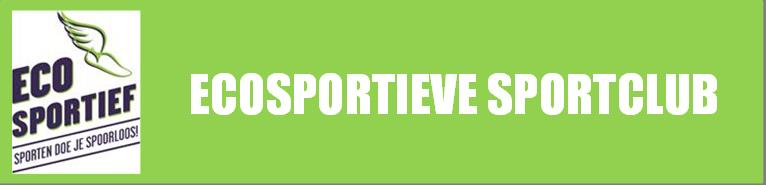 ECO
SPORTIEF
SPORTEN DOE JE SPOORLOOS!
ECOSPORTIEVE SPORTCLUB